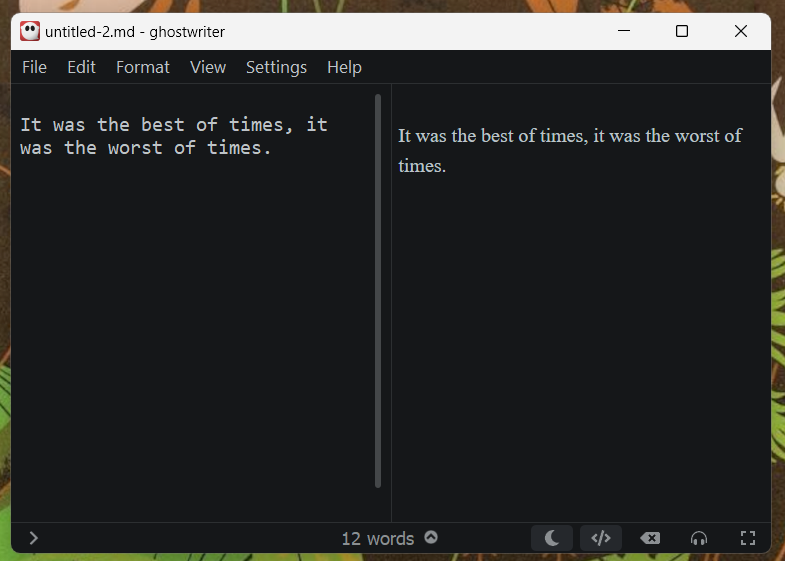 untitled-2.md - ghostwriter
File Edit Format View Settings Help
It was the best of times, it
was the worst of times.
It was the best of times, it was the worst of
times.
12 words